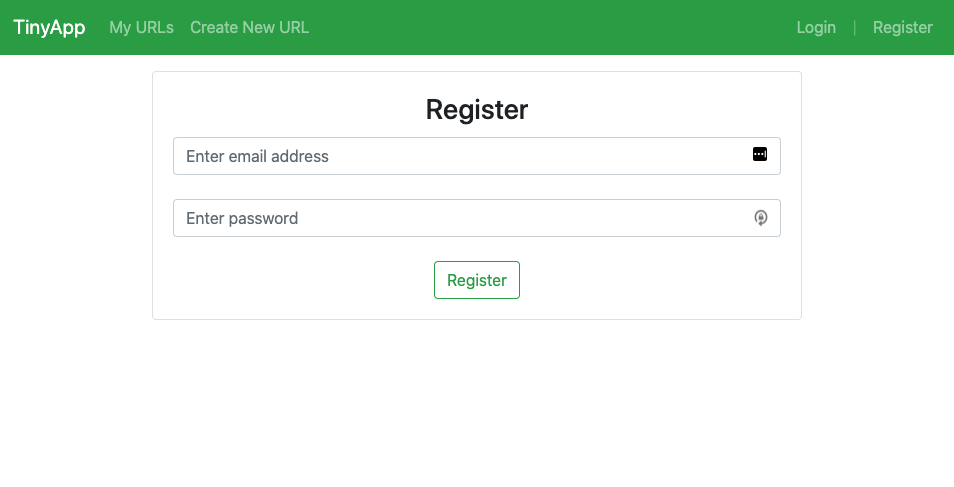 TinyApp My URLs Create New URL Login | Register
Register
Enter email address
Enter password
Register